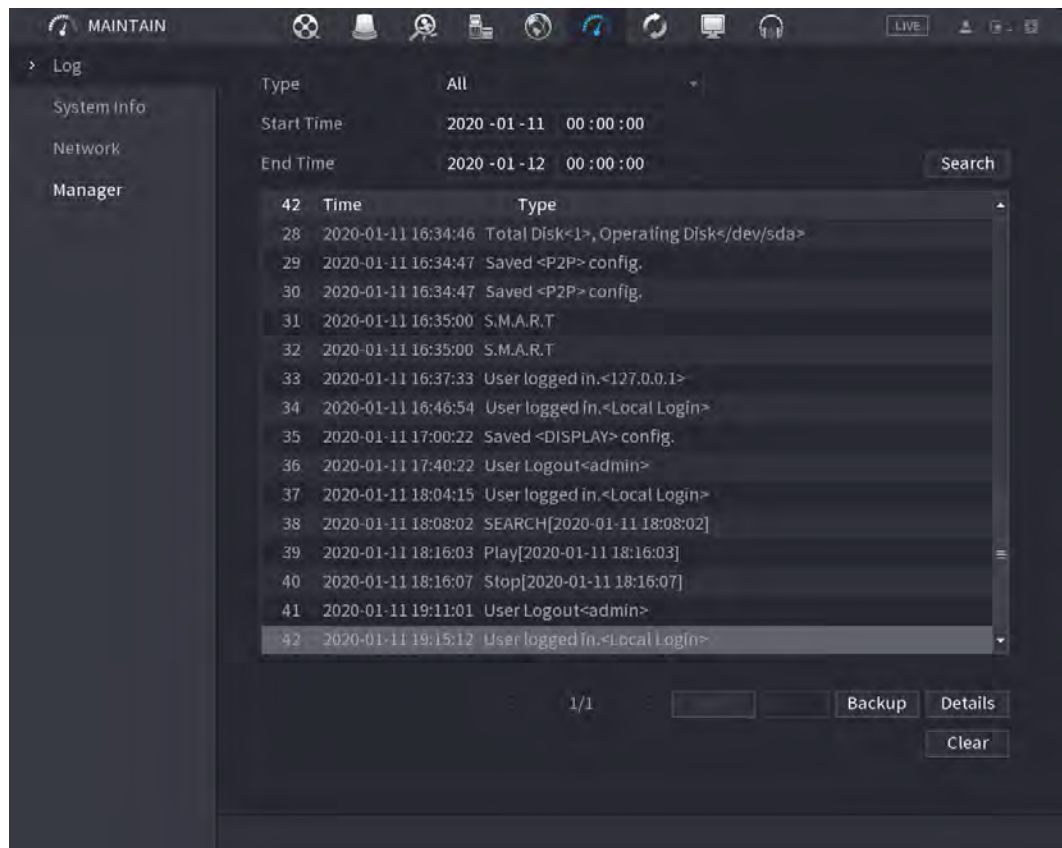 MAINTAIN
LIVE
Log
System Info
Network
Manager
Type All
Start Time 2020 -01 -11 00 :00 :00
End Time 2020 -01 -12 00 :00 :00
Search
42 Time Type
28 2020-01-11 16:34:46 Total Disk<1>, Operating Disk</dev/sda>
29 2020-01-11 16:34:47 Saved <P2P> config.
30 2020-01-11 16:34:47 Saved <P2P> config.
31 2020-01-11 16:35:00 S.M.A.R.T
32 2020-01-11 16:35:00 S.M.A.R.T
33 2020-01-11 16:37:33 User logged in.<127.0.0.1>
34 2020-01-11 16:46:54 User logged in.<Local Login>
35 2020-01-11 17:00:22 Saved <DISPLAY> config.
36 2020-01-11 17:40:22 User Logout<admin>
37 2020-01-11 18:04:15 User logged in.<Local Login>
38 2020-01-11 18:08:02 SEARCH[2020-01-11 18:08:02]
39 2020-01-11 18:16:03 Play[2020-01-11 18:16:03]
40 2020-01-11 18:16:07 Stop[2020-01-11 18:16:07]
41 2020-01-11 19:11:01 User Logout<admin>
42 2020-01-11 19:15:12 User logged in.<Local Login>
1/1
Backup Details
Clear